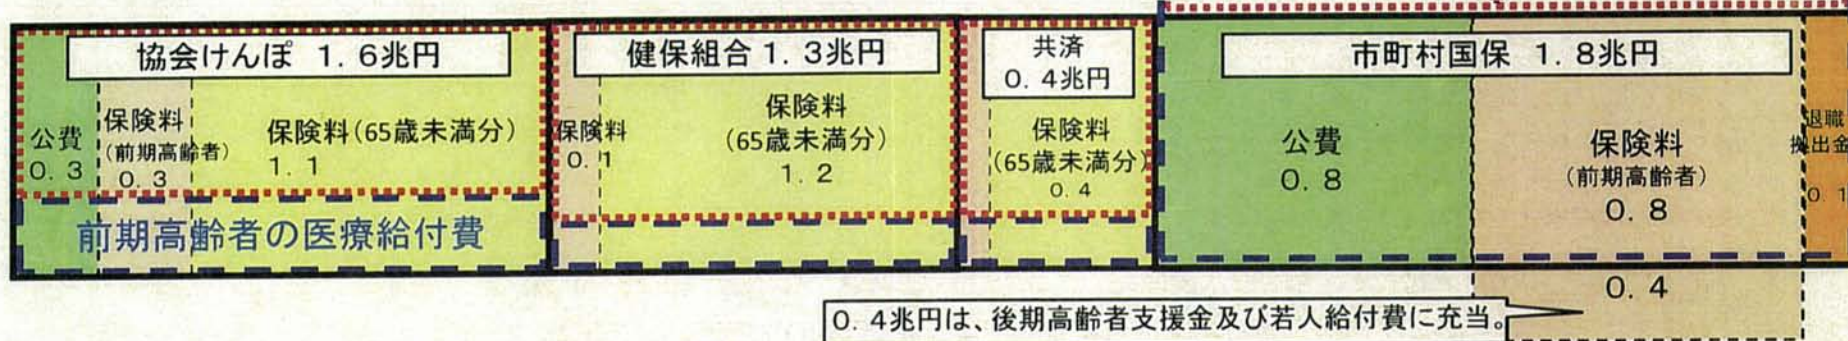 協会けんぽ 1.6兆円
公費
0.3
保険料
(前期高齢者)
0.3
保険料(65歳未満分)
1.1
前期高齢者の医療給付費
健保組合 1.3兆円
保険料
0.1
保険料
(65歳未満分)
1.2
共済
0.4兆円
保険料
(65歳未満分)
0.4
市町村国保 1.8兆円
公費
0.8
保険料
(前期高齢者)
0.8
退職
拠出金
0.1
0.4
0.4兆円は、後期高齢者支援金及び若人給付費に充当。